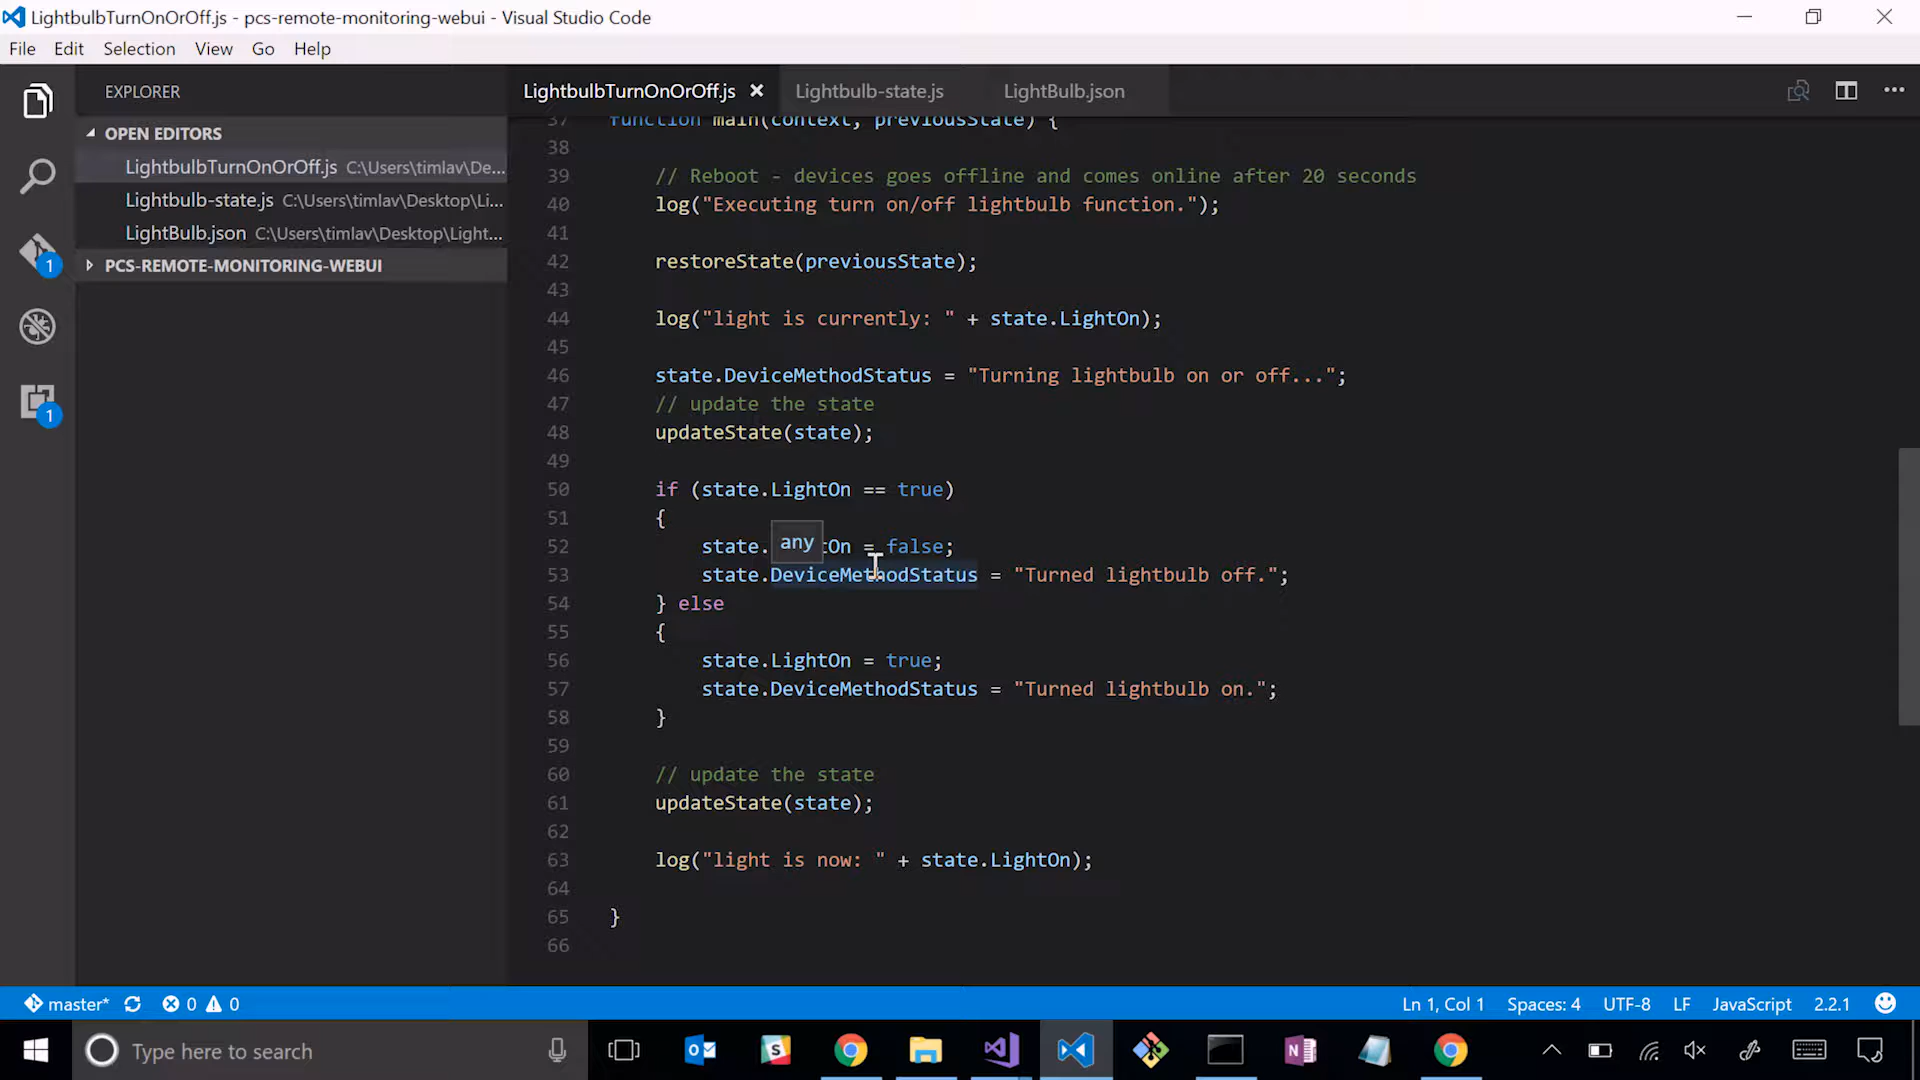 LightbulbTurnOnOrOff.js - pcs-remote-monitoring-webui - Visual Studio Code
File Edit Selection View Go Help
EXPLORER
OPEN EDITORS
LightbulbTurnOnOrOff.js C:\Users\timlav\De...
Lightbulb-state.js C:\Users\timlav\Desktop\Li...
LightBulb.json C:\Users\timlav\Desktop\Light...
PCS-REMOTE-MONITORING-WEBUI
1
1
LightbulbTurnOnOrOff.js Lightbulb-state.js LightBulb.json
37 function main(context, previousState) {
38
39 // Reboot - devices goes offline and comes online after 20 seconds
40 log("Executing turn on/off lightbulb function.");
41
42 restoreState(previousState);
43
44 log("light is currently: " + state.LightOn);
45
46 state.DeviceMethodStatus = "Turning lightbulb on or off...";
47 // update the state
48 updateState(state);
49
50 if (state.LightOn == true)
51 {
any
52 state. tOn = false;
53 state.DeviceMethodStatus = "Turned lightbulb off.";
54 } else
55 {
56 state.LightOn = true;
57 state.DeviceMethodStatus = "Turned lightbulb on.";
58 }
59
60 // update the state
61 updateState(state);
62
63 log("light is now: " + state.LightOn);
64
65 }
66
master* 0 0 Ln 1, Col 1 Spaces: 4 UTF-8 LF JavaScript 2.2.1
Type here to search